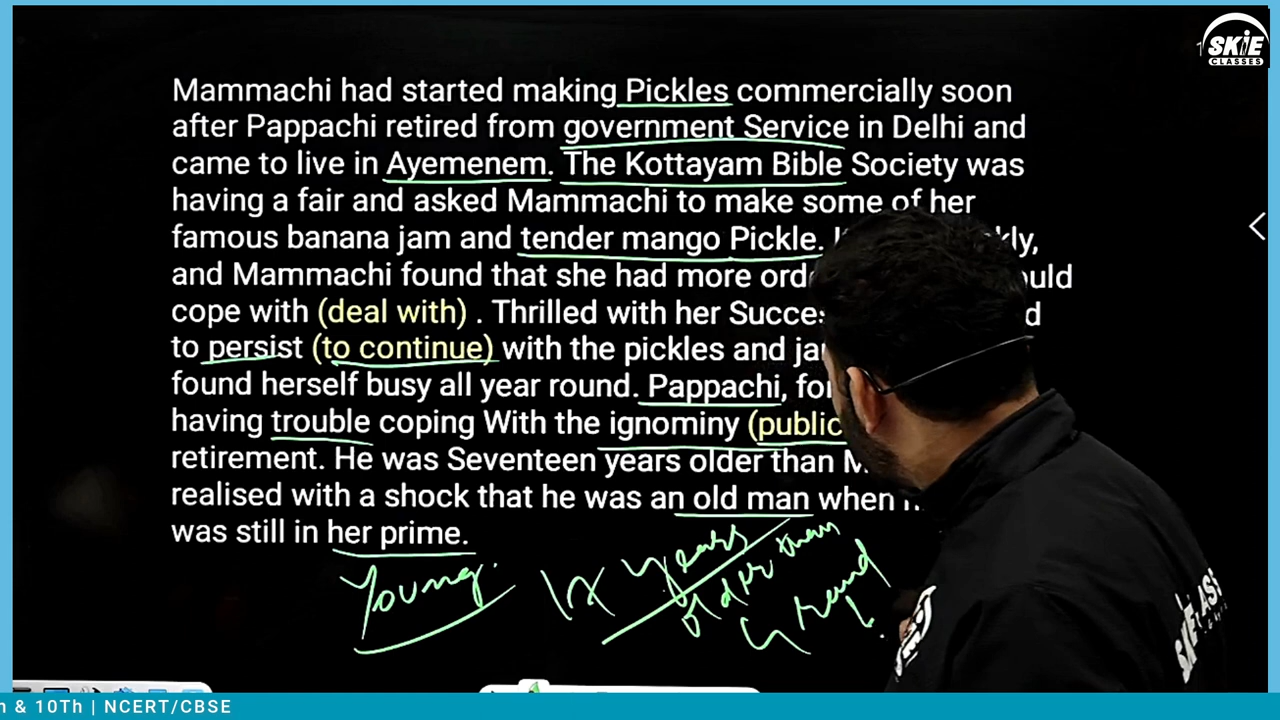 SKIE
CLASSES
Mammachi had started making Pickles commercially soon
after Pappachi retired from government Service in Delhi and
came to live in Ayemenem. The Kottayam Bible Society was
having a fair and asked Mammachi to make some of her
famous banana jam and tender mango Pickle.
and Mammachi found that she had more
cope with (deal with) . Thrilled with her
to persist (to continue) with the pickles and
found herself busy all year round. Pappachi,
having trouble coping With the ignominy (public
retirement. He was Seventeen years older than
realised with a shock that he was an old man when
was still in her prime.
Young.
17 years
older than
& 10Th | NCERT/CBSE